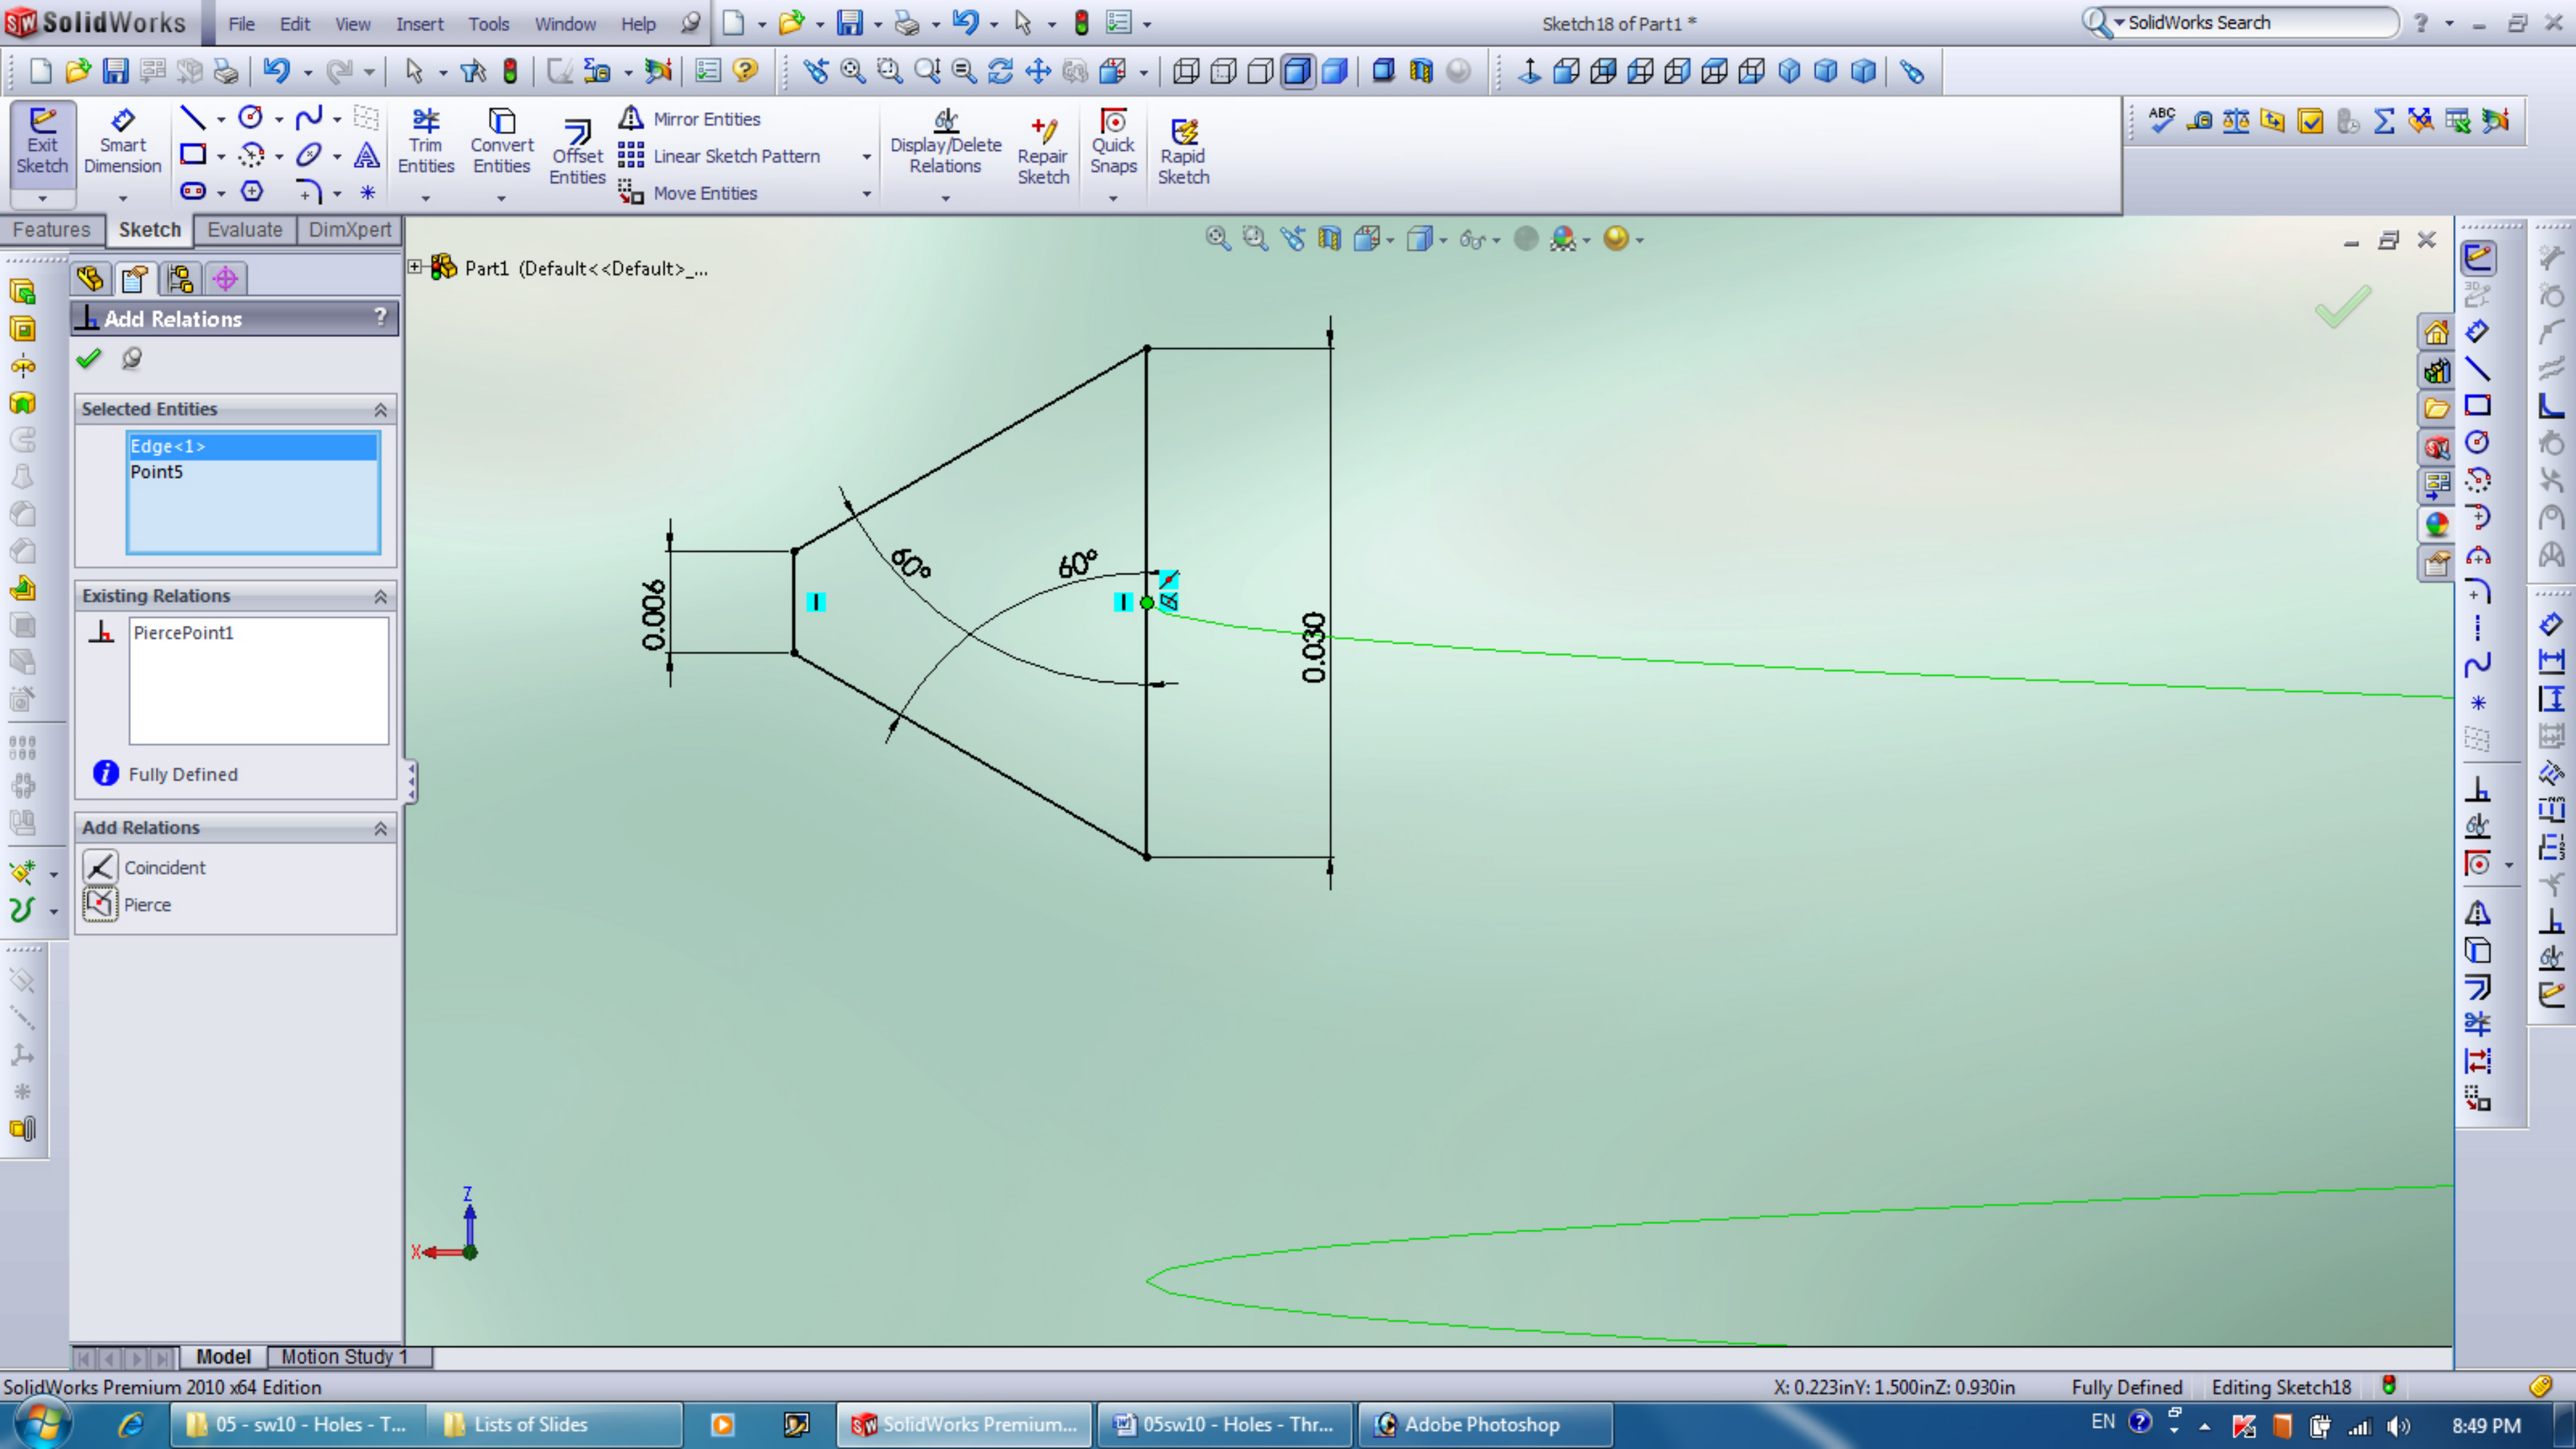 SolidWorks File Edit View Insert Tools Window Help Sketch18 of Part1 * SolidWorks Search ?
Exit Sketch
Smart Dimension
Trim Entities
Convert Entities
Offset Entities
Mirror Entities
Linear Sketch Pattern
Move Entities
Display/Delete Relations
Repair Sketch
Quick Snaps
Rapid Sketch
ABC
Features Sketch Evaluate DimXpert
Part1 (Default<<Default>_...
Add Relations ?
Selected Entities
Edge<1>
Point5
Existing Relations
PiercePoint1
Fully Defined
Add Relations
Coincident
Pierce
0.006
60°
60°
0.030
3D
Z
X
Model Motion Study 1
SolidWorks Premium 2010 x64 Edition X: 0.223inY: 1.500inZ: 0.930in Fully Defined Editing Sketch18
05 - sw10 - Holes - T... Lists of Slides SolidWorks Premium... 05sw10 - Holes - Thr... Adobe Photoshop EN 8:49 PM